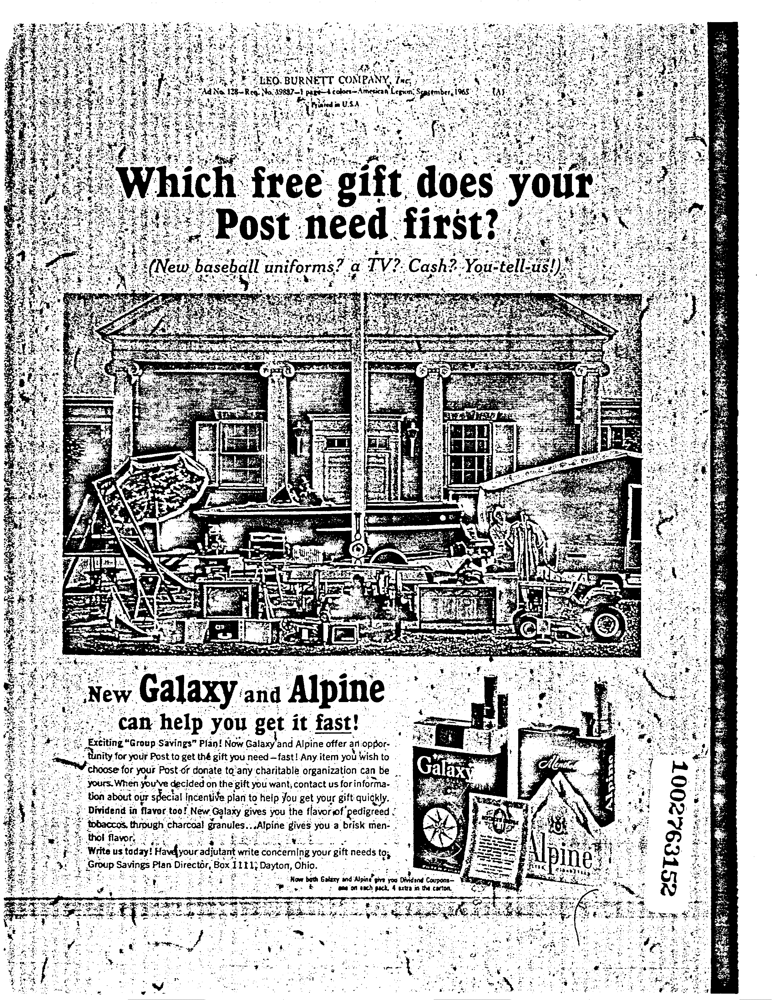 LEO BURNETT COMPANY, Inc.
Ad No. 128—Req. No. 39887—1 page—4 colors—American Legion, September, 1965 (A)
Printed in U.S.A
Which free gift does your
Post need first?
(New baseball uniforms? a TV? Cash? You-tell-us!)
New Galaxy and Alpine
can help you get it fast!
Exciting "Group Savings" Plan! Now Galaxy and Alpine offer an oppor-
tunity for your Post to get the gift you need—fast! Any item you wish to
choose for your Post or donate to any charitable organization can be
yours. When you've decided on the gift you want, contact us for informa-
tion about our special Incentive plan to help you get your gift quickly.
Dividend in flavor too! New Galaxy gives you the flavor of pedigreed
tobaccos through charcoal granules...Alpine gives you a brisk men-
thol flavor.
Write us today! Have your adjutant write concerning your gift needs to:
Group Savings Plan Director, Box 1111, Dayton, Ohio.
Now both Galaxy and Alpine give you Dividend Coupons—
one on each pack, 4 extra in the carton.
Galaxy
Menthol
Alpine
Alpine
1002763152